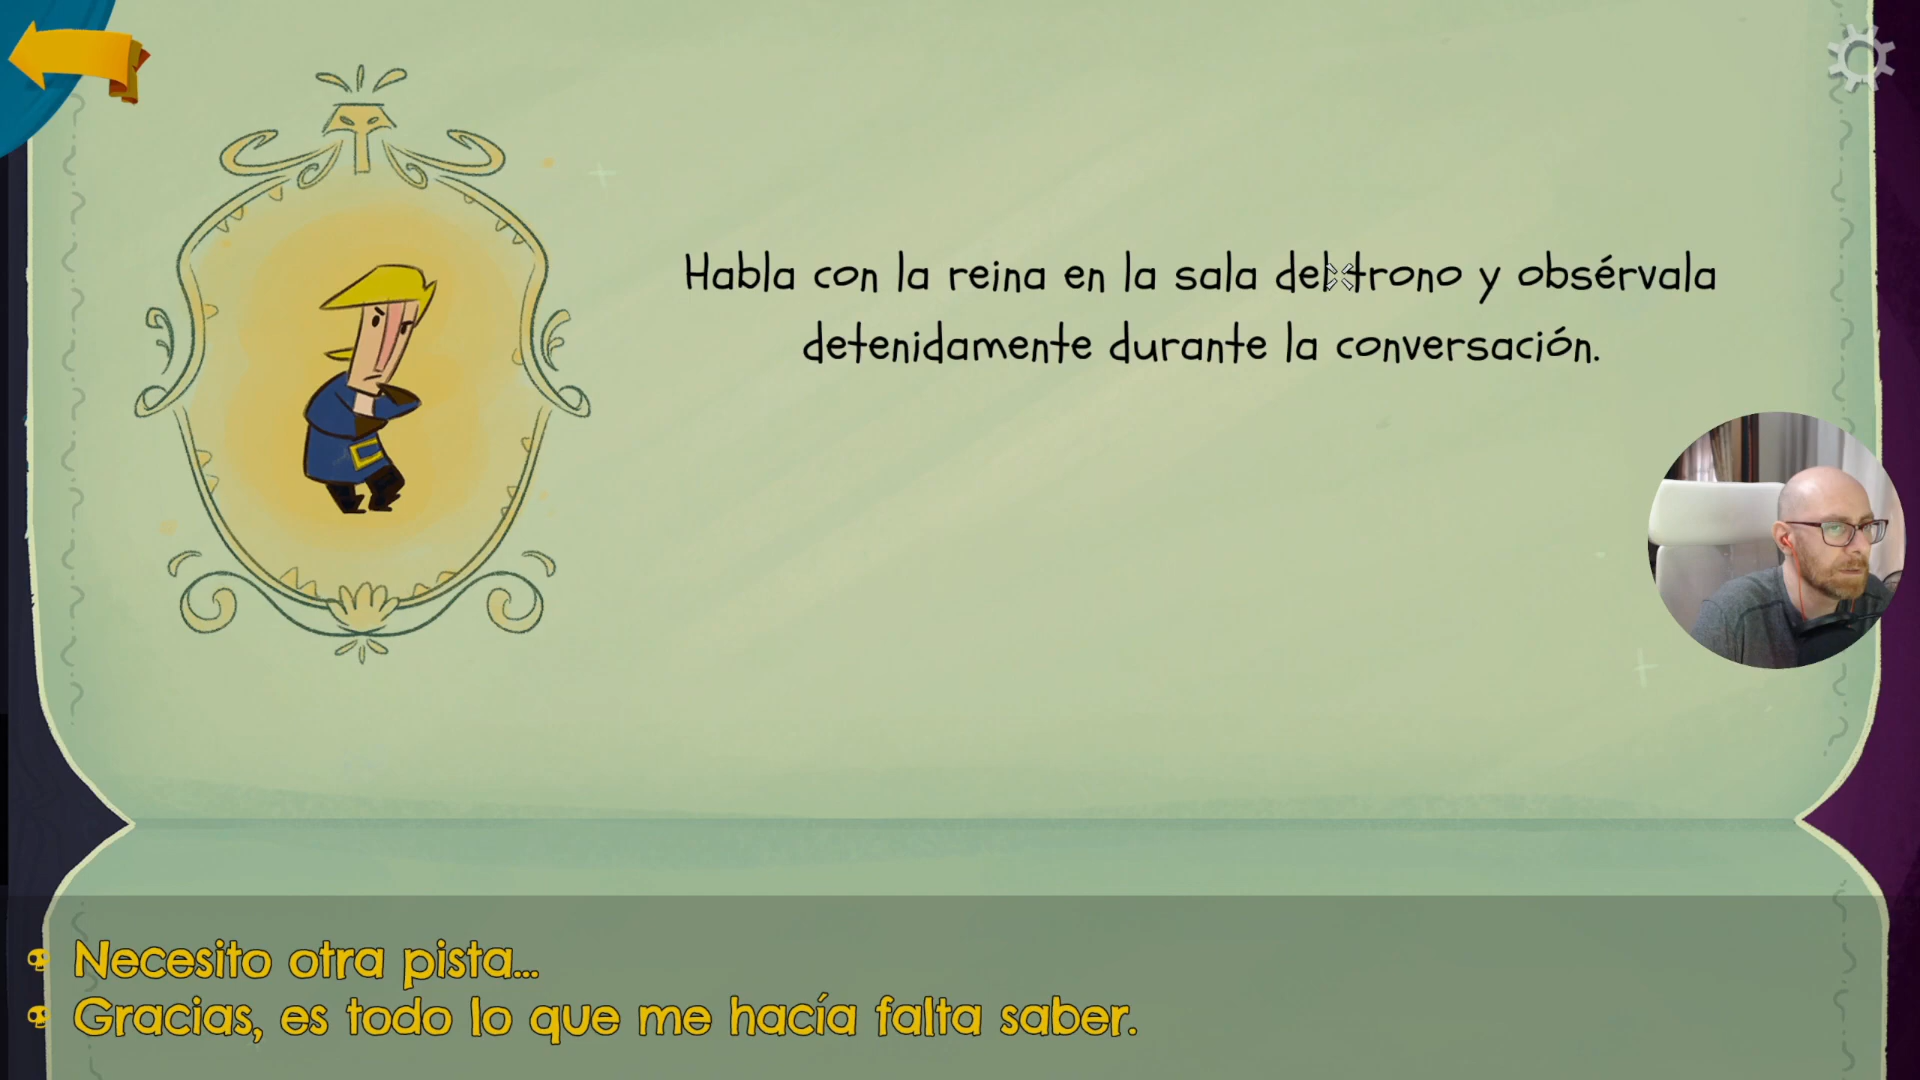 Habla con la reina en la sala del trono y obsérvala
detenidamente durante la conversación.
Necesito otra pista...
Gracias, es todo lo que me hacía falta saber.